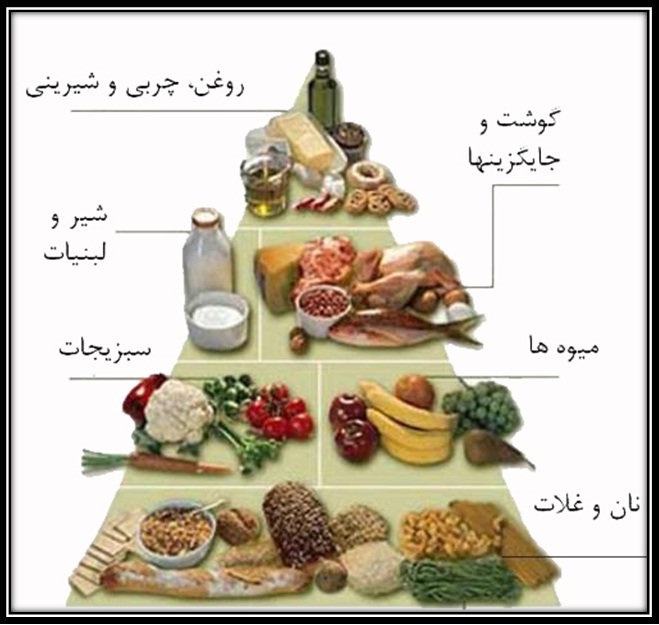 روغن، چربی و شیرینی
گوشت و
جایگزینها
شیر و
لبنیات
سبزیجات
میوه ها
نان و غلات